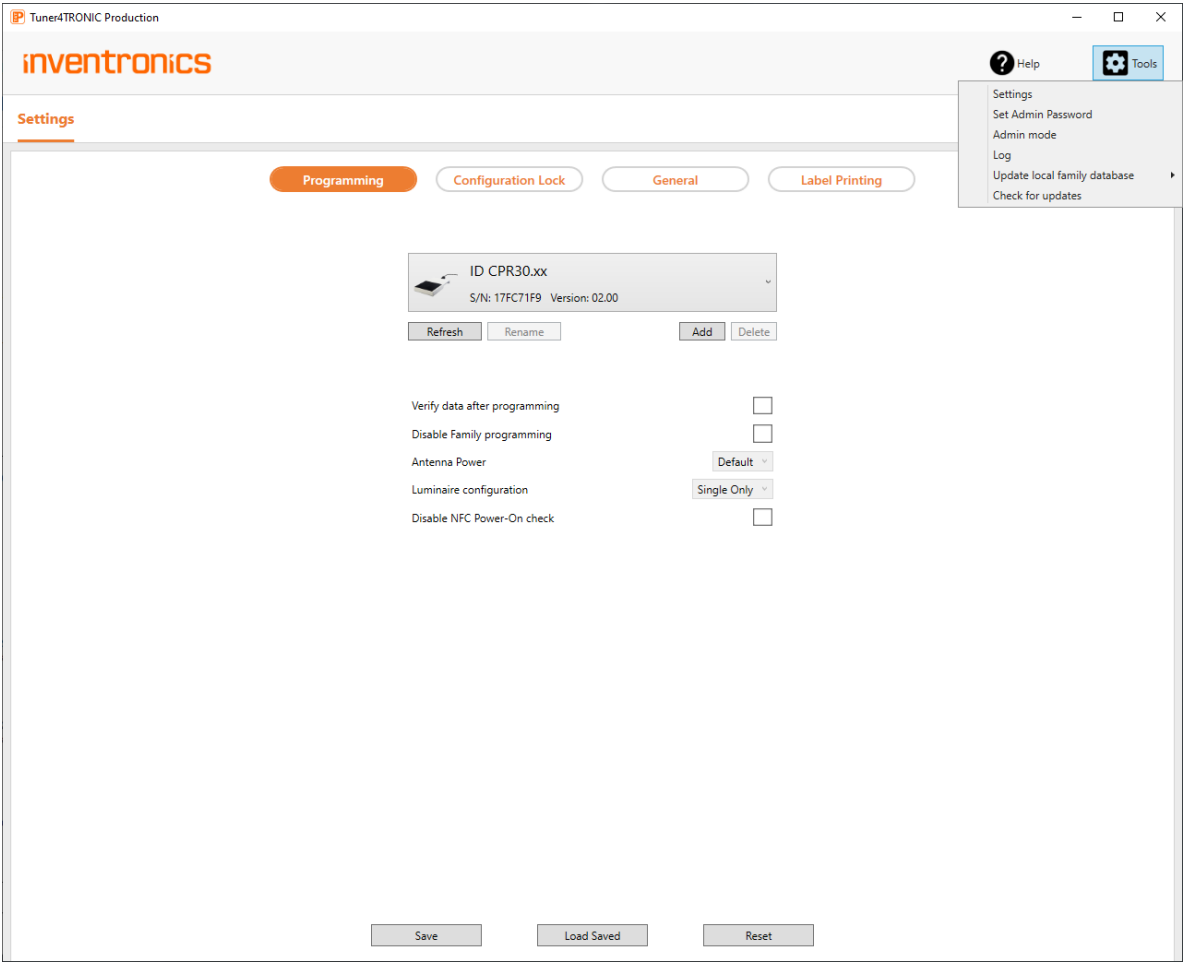 Tuner4TRONIC Production
inventronics
Help
Tools
Settings
Set Admin Password
Admin mode
Log
Update local family database
Check for updates
Settings
Programming
Configuration Lock
General
Label Printing
ID CPR30.xx
S/N: 17FC71F9 Version: 02.00
Refresh
Rename
Add
Delete
Verify data after programming
Disable Family programming
Antenna Power
Default
Luminaire configuration
Single Only
Disable NFC Power-On check
Save
Load Saved
Reset